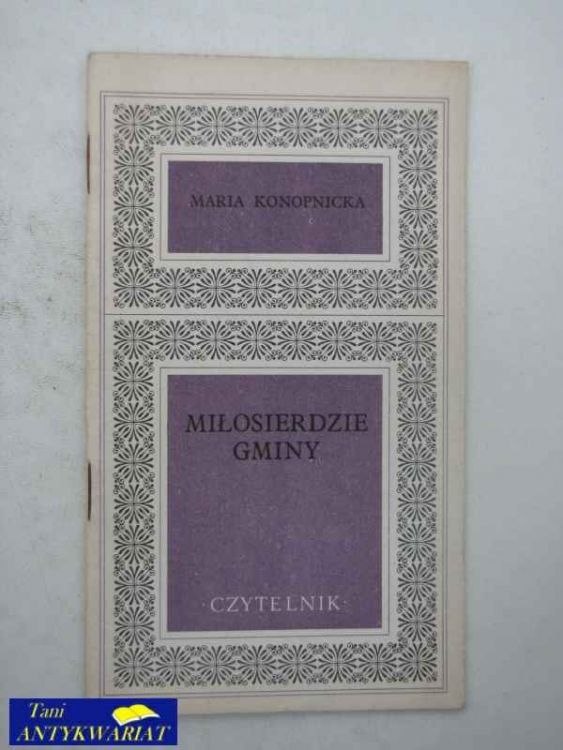 MARIA KONOPNICKA
MIŁOSIERDZIE
GMINY
·CZYTELNIK·
Tani
ANTYKWARIAT